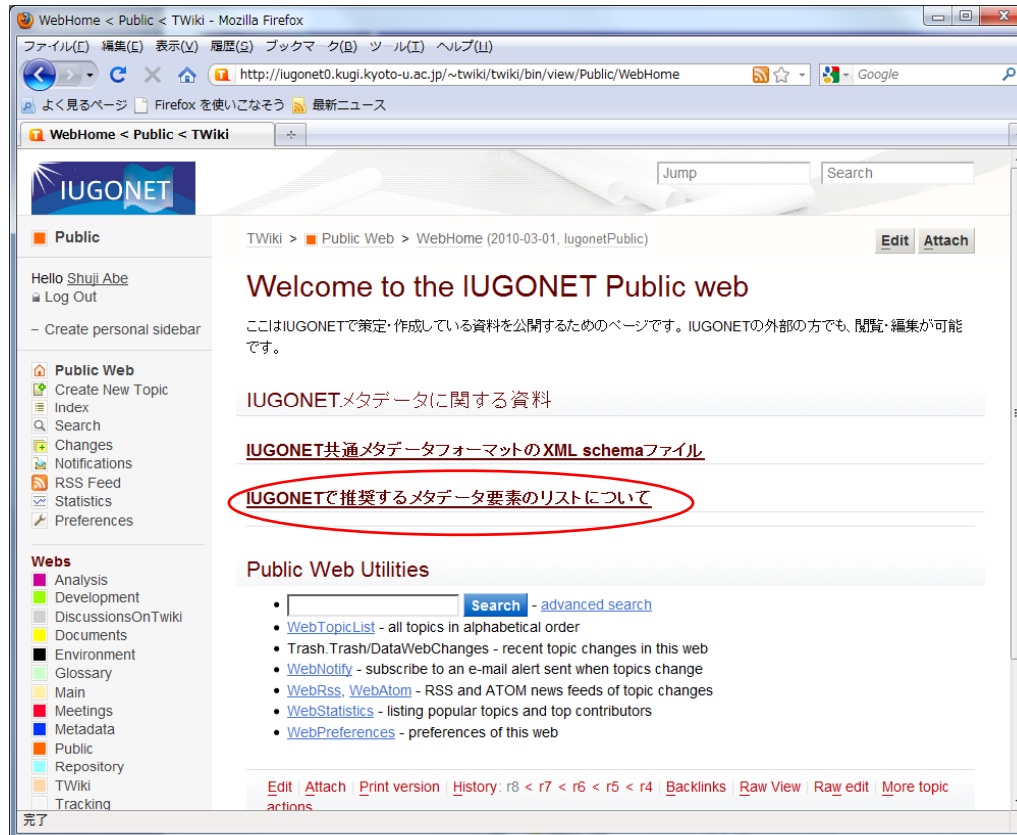 WebHome < Public < TWiki - Mozilla Firefox
ファイル(F) 編集(E) 表示(V) 履歴(S) ブックマーク(B) ツール(T) ヘルプ(H)
http://iugonet0.kugi.kyoto-u.ac.jp/~twiki/twiki/bin/view/Public/WebHome
Google
よく見るページ Firefox を使いこなそう 最新ニュース
WebHome < Public < TWiki
IUGONET
Jump
Search
Public
TWiki > Public Web > WebHome (2010-03-01, IugonetPublic)
Edit Attach
Hello Shuji Abe
Log Out
– Create personal sidebar
Public Web
Create New Topic
Index
Search
Changes
Notifications
RSS Feed
Statistics
Preferences
Webs
Analysis
Development
DiscussionsOnTwiki
Documents
Environment
Glossary
Main
Meetings
Metadata
Public
Repository
TWiki
Tracking
Welcome to the IUGONET Public web
ここはIUGONETで策定・作成している資料を公開するためのページです。IUGONETの外部の方でも、閲覧・編集が可能
です。
IUGONETメタデータに関する資料
IUGONET共通メタデータフォーマットのXML schemaファイル
IUGONETで推奨するメタデータ要素のリストについて
Public Web Utilities
• Search - advanced search
• WebTopicList - all topics in alphabetical order
• Trash.Trash/DataWebChanges - recent topic changes in this web
• WebNotify - subscribe to an e-mail alert sent when topics change
• WebRss, WebAtom - RSS and ATOM news feeds of topic changes
• WebStatistics - listing popular topics and top contributors
• WebPreferences - preferences of this web
Edit | Attach | Print version | History: r8 < r7 < r6 < r5 < r4 | Backlinks | Raw View | Raw edit | More topic
actions
完了